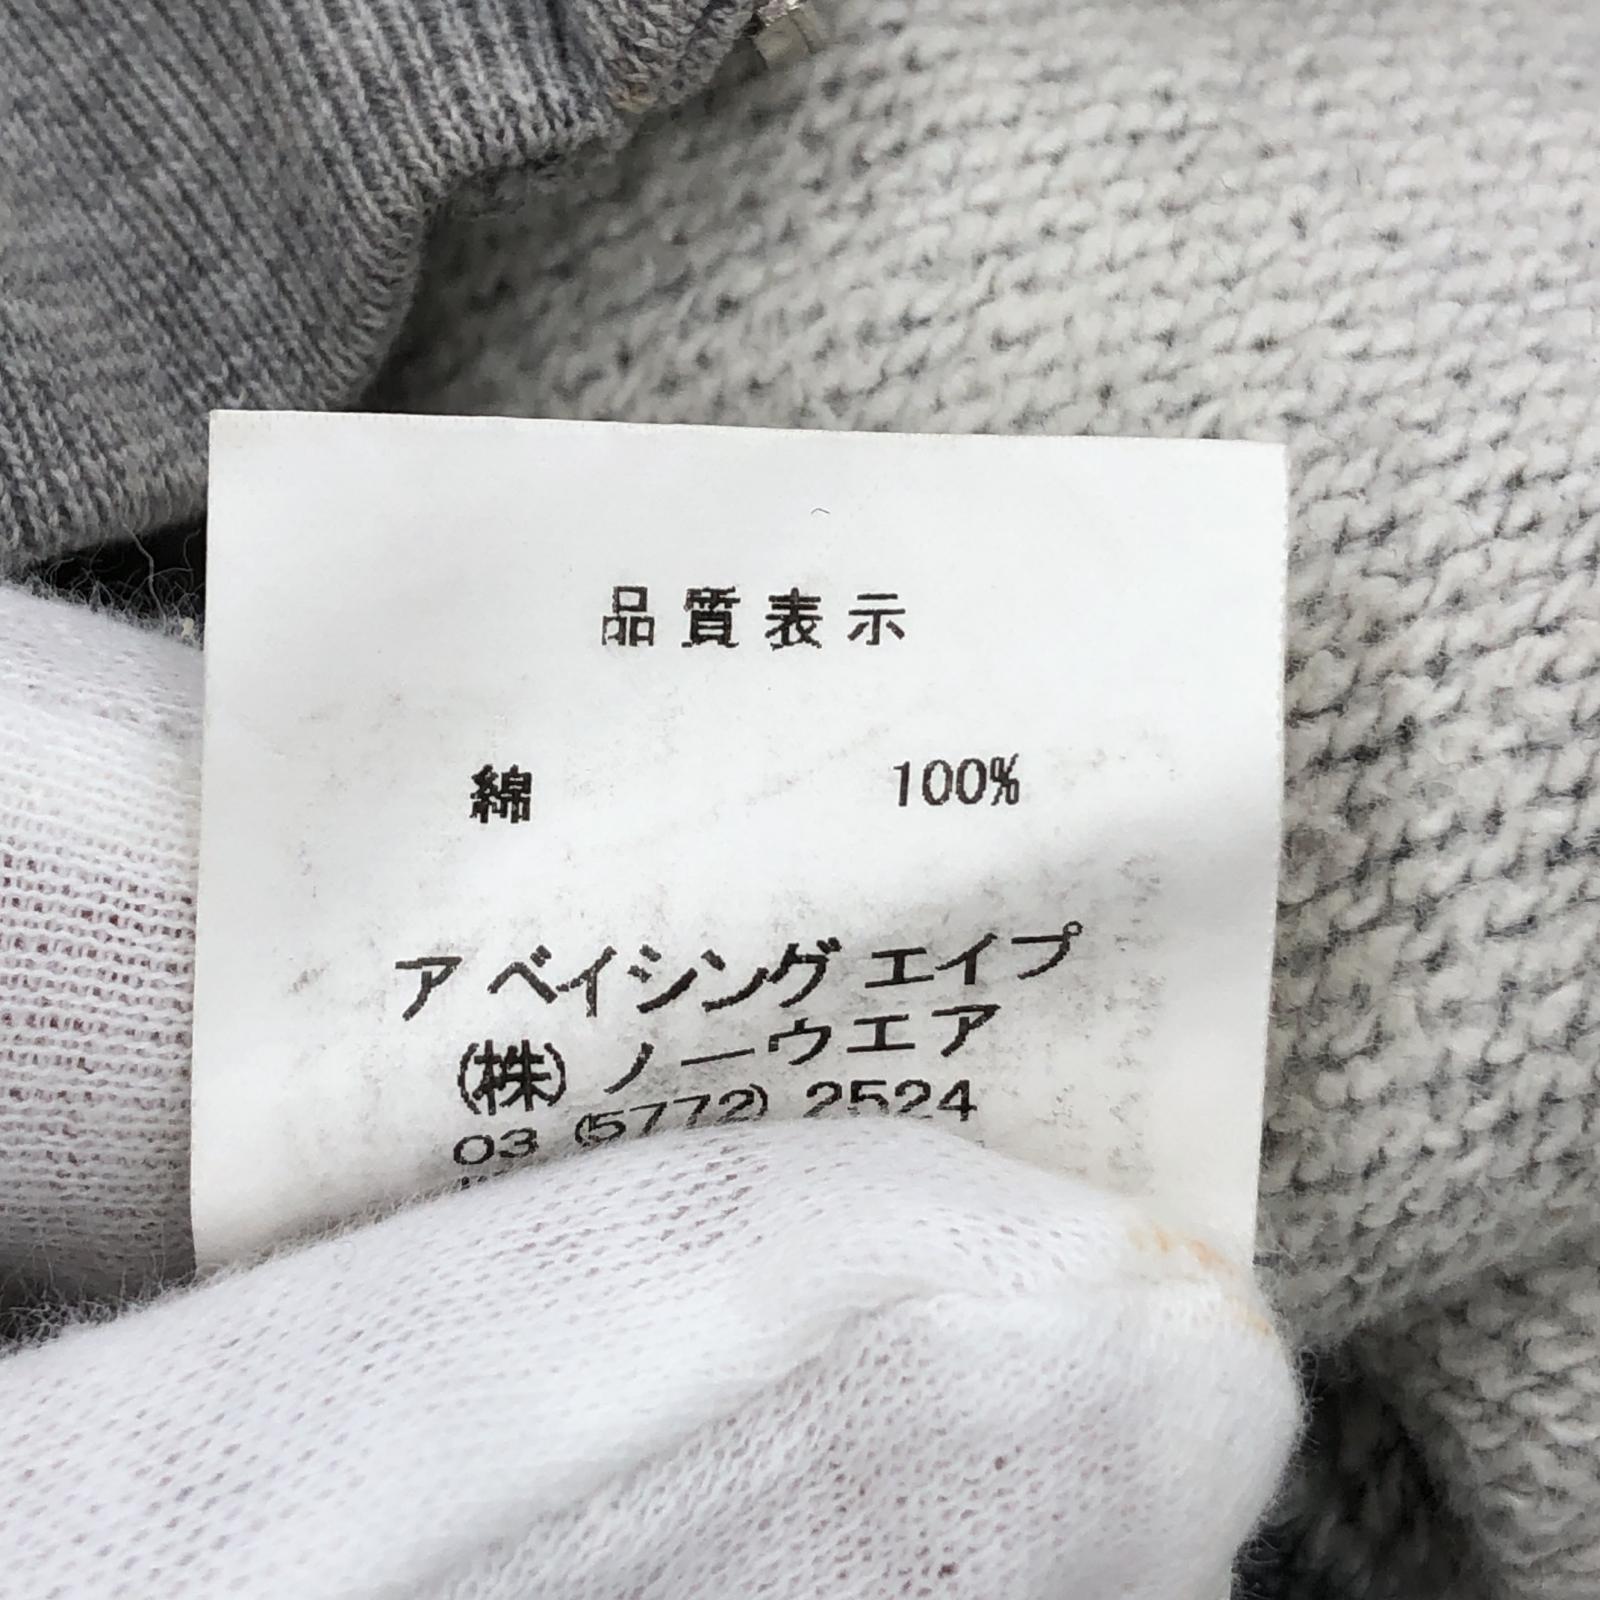 品質表示
綿 100%
ア ベイシング エイプ
(株) ノーウエア
03 (5772) 2524